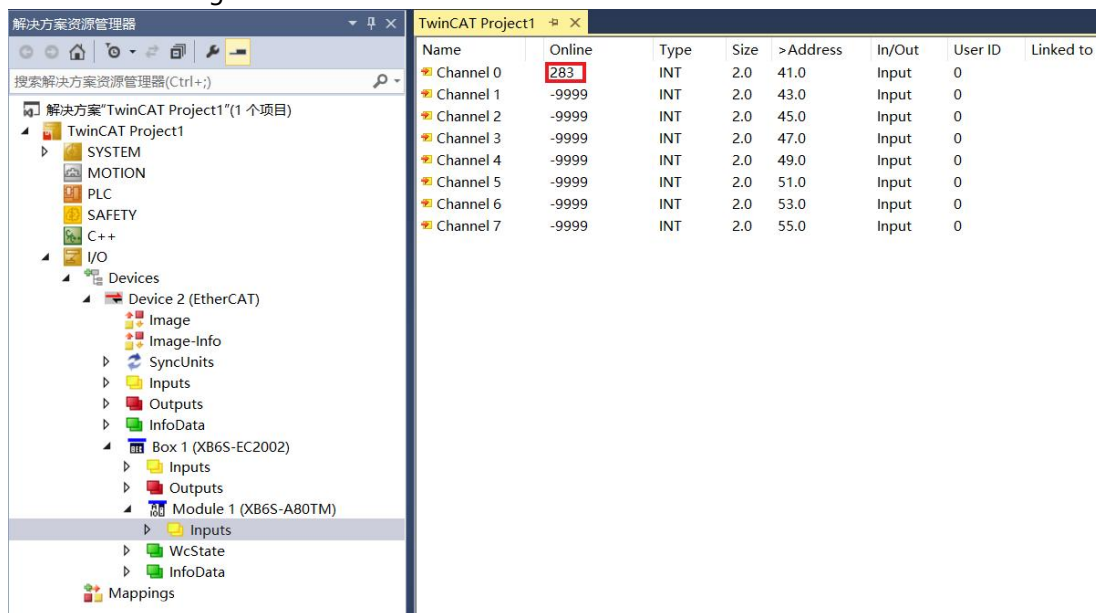 解决方案资源管理器
搜索解决方案资源管理器(Ctrl+;)
解决方案"TwinCAT Project1"(1 个项目)
TwinCAT Project1
SYSTEM
MOTION
PLC
SAFETY
C++
I/O
Devices
Device 2 (EtherCAT)
Image
Image-Info
SyncUnits
Inputs
Outputs
InfoData
Box 1 (XB6S-EC2002)
Inputs
Outputs
Module 1 (XB6S-A80TM)
Inputs
WcState
InfoData
Mappings
TwinCAT Project1
Name Online Type Size >Address In/Out User ID Linked to
Channel 0 283 INT 2.0 41.0 Input 0
Channel 1 -9999 INT 2.0 43.0 Input 0
Channel 2 -9999 INT 2.0 45.0 Input 0
Channel 3 -9999 INT 2.0 47.0 Input 0
Channel 4 -9999 INT 2.0 49.0 Input 0
Channel 5 -9999 INT 2.0 51.0 Input 0
Channel 6 -9999 INT 2.0 53.0 Input 0
Channel 7 -9999 INT 2.0 55.0 Input 0